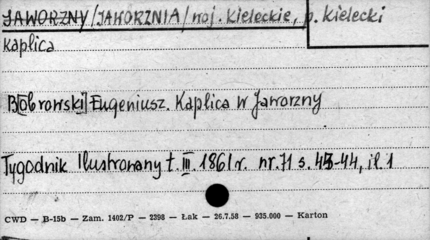 JAWORZNY/JAWORZNIA/woj. kieleckie, p. kielecki
kaplica
B[obrowski] Eugeniusz. Kaplica w Jaworzny
Tygodnik Ilustrowany t. III. 1861 r. nr. 71 s. 43-44, il 1
CWD — B-15b — Zam. 1402/P — 2398 — Łak — 26.7.58 — 935.000 — Karton